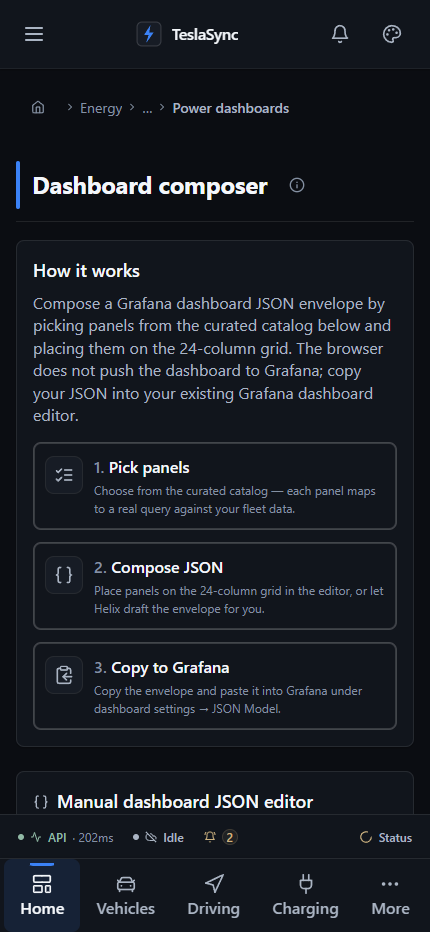 TeslaSync
Energy
...
Power dashboards
Dashboard composer
How it works
Compose a Grafana dashboard JSON envelope by
picking panels from the curated catalog below and
placing them on the 24-column grid. The browser
does not push the dashboard to Grafana; copy
your JSON into your existing Grafana dashboard
editor.
1. Pick panels
Choose from the curated catalog — each panel maps
to a real query against your fleet data.
2. Compose JSON
Place panels on the 24-column grid in the editor, or let
Helix draft the envelope for you.
3. Copy to Grafana
Copy the envelope and paste it into Grafana under
dashboard settings → JSON Model.
Manual dashboard JSON editor
API · 202ms
Idle
2
Status
Home
Vehicles
Driving
Charging
More